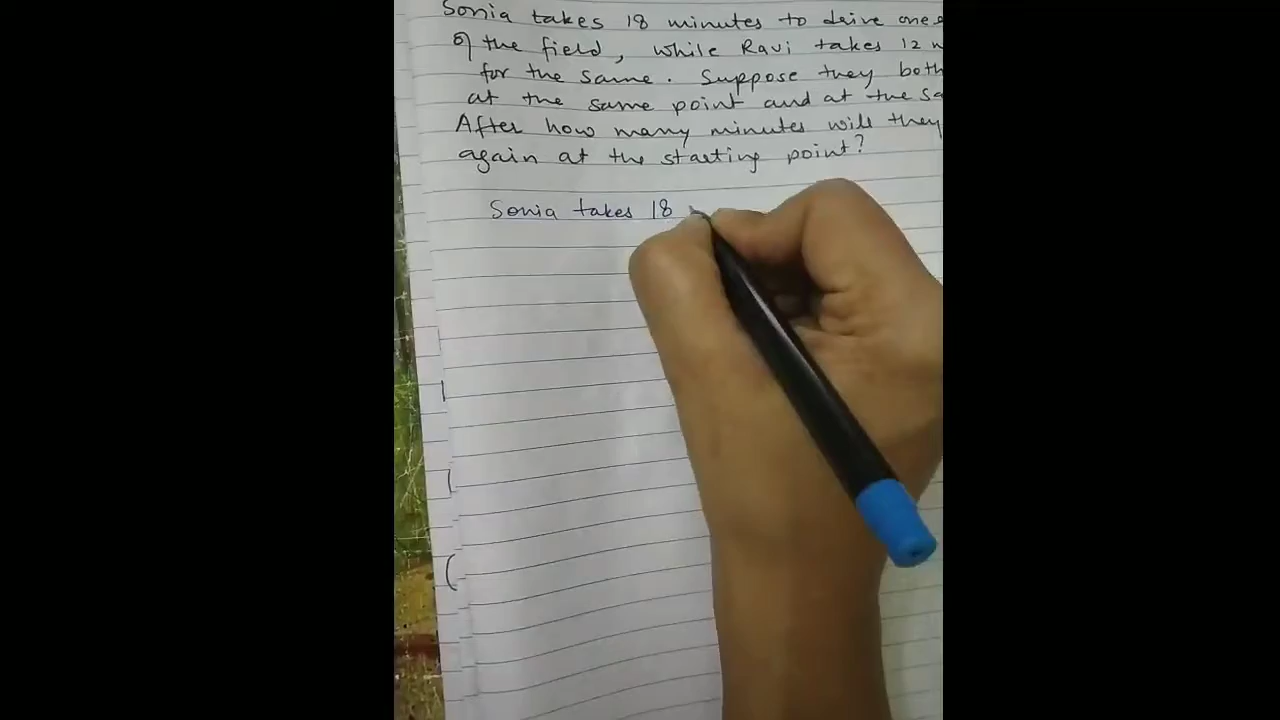 Sonia takes 18 minutes to drive one
of the field, while Ravi takes 12
for the same. Suppose they both
at the same point and at the sa
After how many minutes will they
again at the starting point?
Sonia takes 18